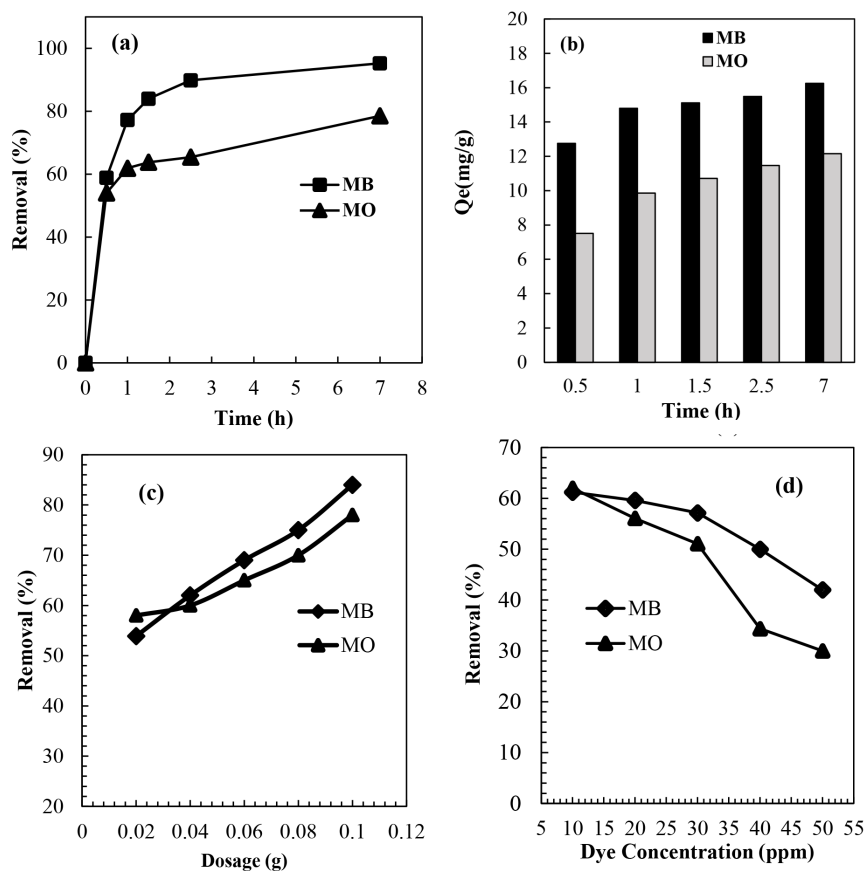 (a)
Removal (%)
100
80
60
40
20
0
MB
MO
0 1 2 3 4 5 6 7 8
Time (h)
(b)
Qe(mg/g)
20
18
16
14
12
10
8
6
4
2
0
MB
MO
0.5 1 1.5 2.5 7
Time (h)
(c)
Removal (%)
90
80
70
60
50
40
30
20
MB
MO
0 0.02 0.04 0.06 0.08 0.1 0.12
Dosage (g)
(d)
Removal (%)
70
60
50
40
30
20
10
0
MB
MO
5 10 15 20 25 30 35 40 45 50 55
Dye Concentration (ppm)